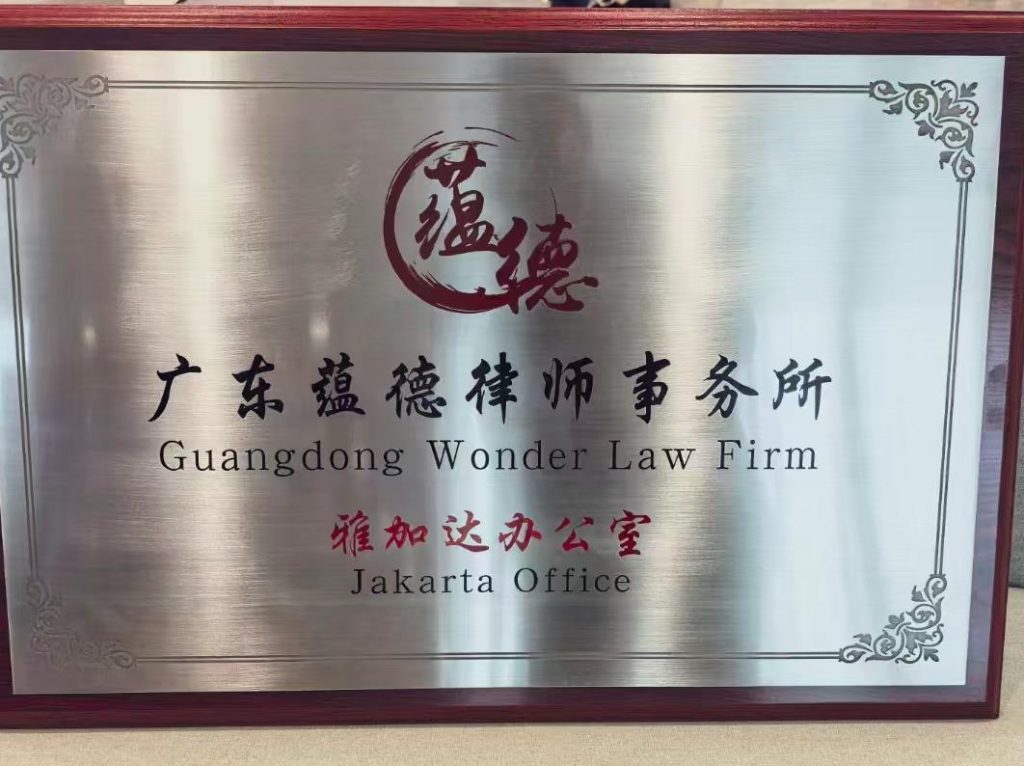 蕴德
广东蕴德律师事务所
Guangdong Wonder Law Firm
雅加达办公室
Jakarta Office